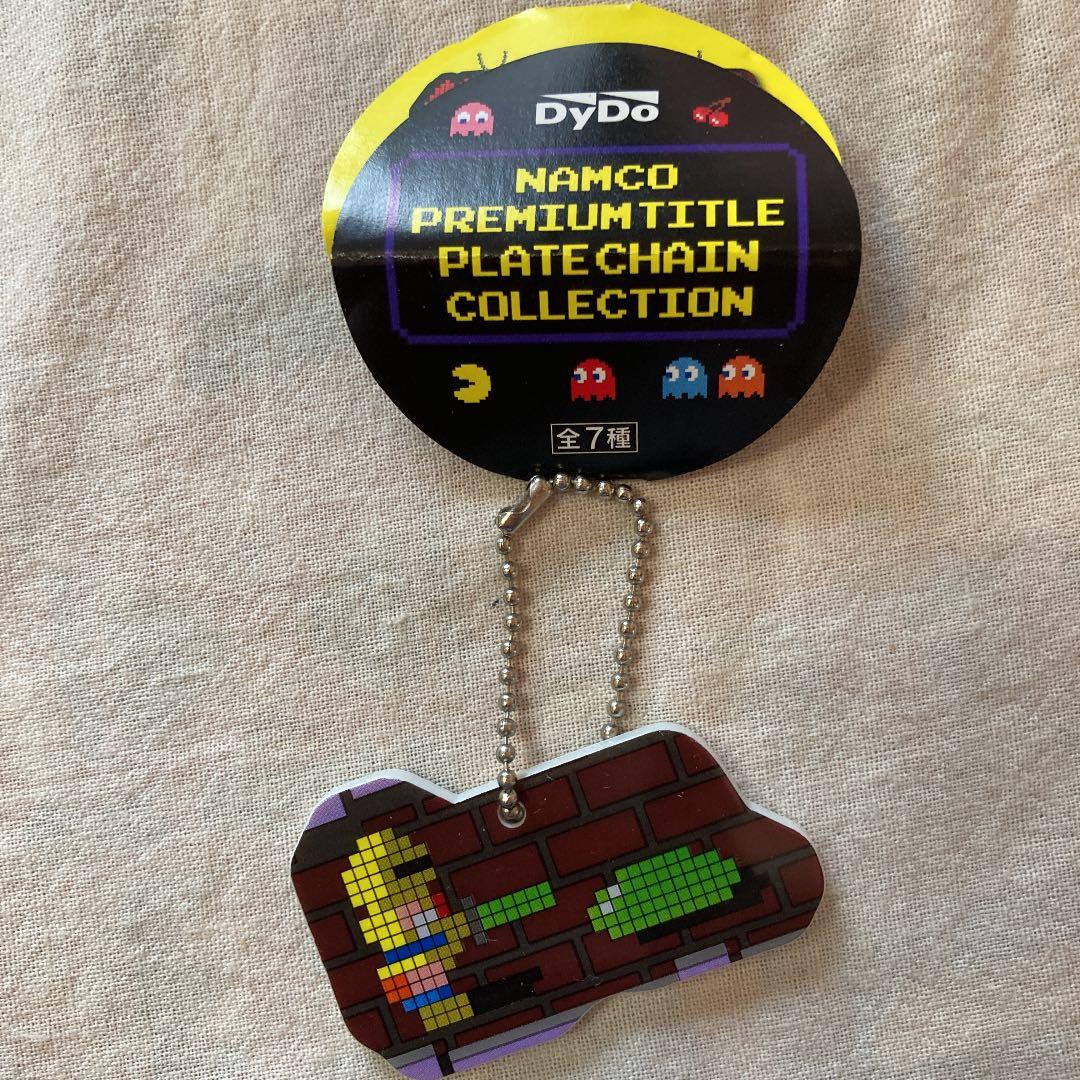 DyDo
NAMCO
PREMIUM TITLE
PLATE CHAIN
COLLECTION
全7種